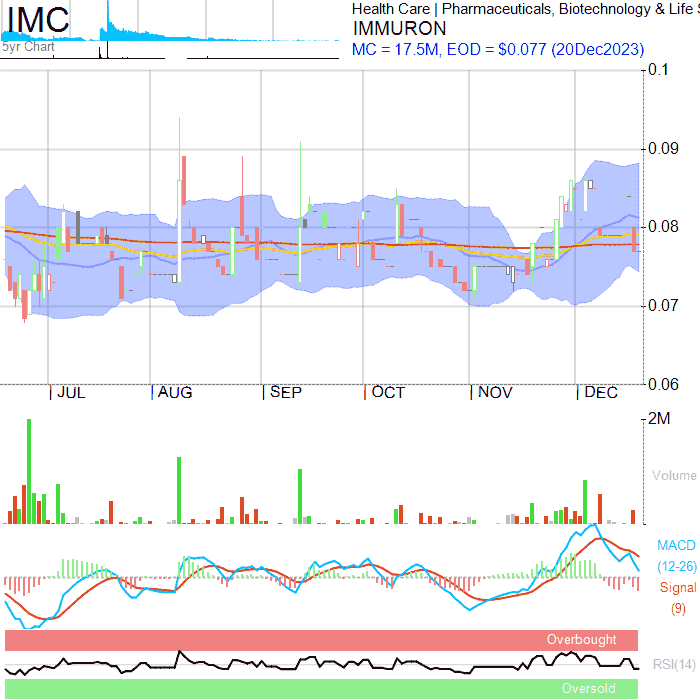 IMC
5yr Chart
Health Care | Pharmaceuticals, Biotechnology & Life
IMMURON
MC = 17.5M, EOD = $0.077 (20Dec2023)
0.1
0.09
0.08
0.07
0.06
JUL AUG SEP OCT NOV DEC
2M
Volume
MACD
(12-26)
Signal
(9)
Overbought
RSI(14)
Oversold